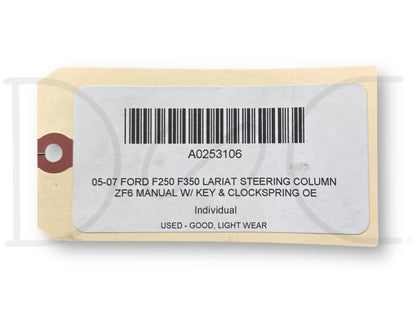 A0253106
05-07 FORD F250 F350 LARIAT STEERING COLUMN
ZF6 MANUAL W/ KEY & CLOCKSPRING OE
Individual
USED - GOOD, LIGHT WEAR